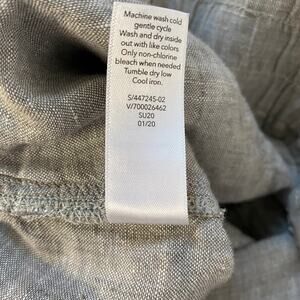 Machine wash cold
gentle cycle
Wash and dry inside
out with like colors
Only non-chlorine
bleach when needed
Tumble dry low
Cool iron.
S/447245-02
V/700026462
SU20
01/20